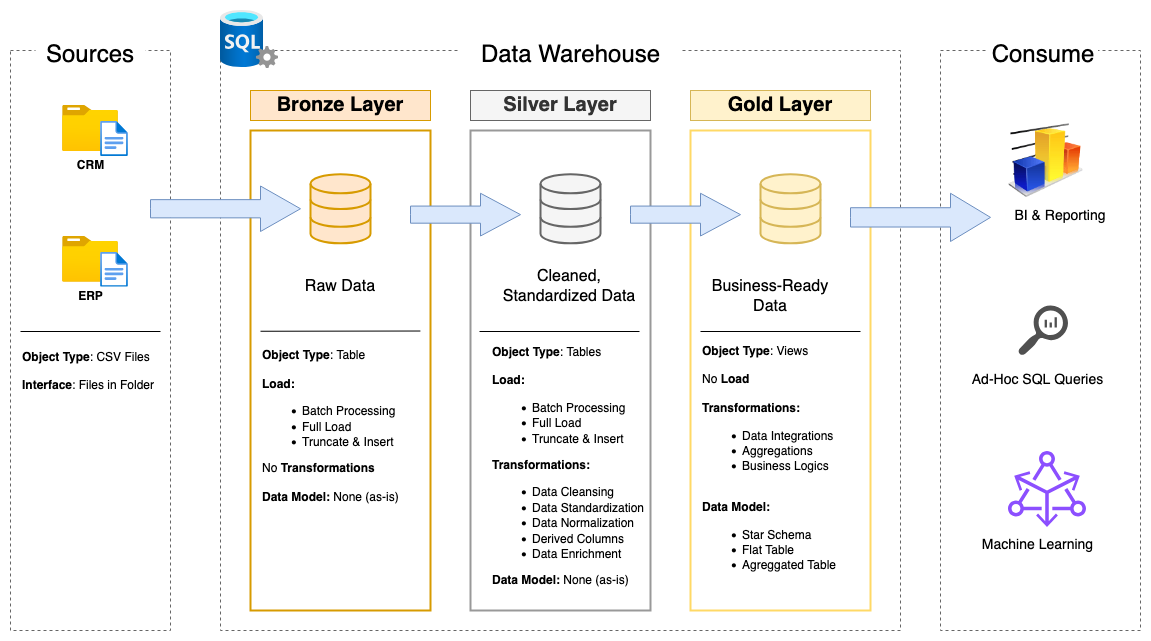 Sources
CRM
ERP
Object Type: CSV Files
Interface: Files in Folder
SQL
Data Warehouse
Bronze Layer
Raw Data
Object Type: Table
Load:
• Batch Processing
• Full Load
• Truncate & Insert
No Transformations
Data Model: None (as-is)
Silver Layer
Cleaned,
Standardized Data
Object Type: Tables
Load:
• Batch Processing
• Full Load
• Truncate & Insert
Transformations:
• Data Cleansing
• Data Standardization
• Data Normalization
• Derived Columns
• Data Enrichment
Data Model: None (as-is)
Gold Layer
Business-Ready
Data
Object Type: Views
No Load
Transformations:
• Data Integrations
• Aggregations
• Business Logics
Data Model:
• Star Schema
• Flat Table
• Agreggated Table
Consume
BI & Reporting
Ad-Hoc SQL Queries
Machine Learning